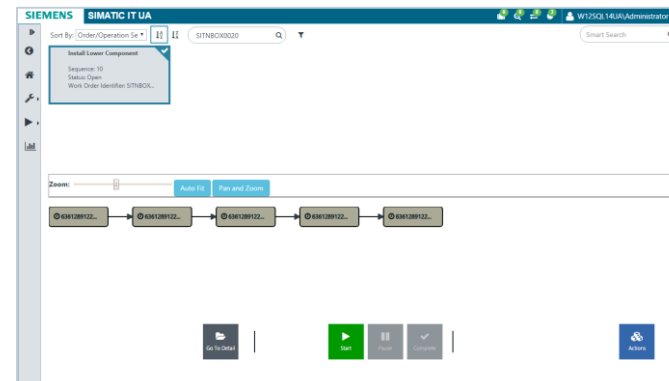 SIEMENS SIMATIC IT UA
W12SQL14UA\Administrator
Sort By: Order/Operation Se
SITNBOX0020
Smart Search
Install Lower Component
Sequence: 10
Status: Open
Work Order Identifier: SITNBOX...
Zoom:
Auto Fit
Pan and Zoom
6361289122... 6361289122... 6361289122... 6361289122... 6361289122...
Go To Detail
Start
Pause
Complete
Actions